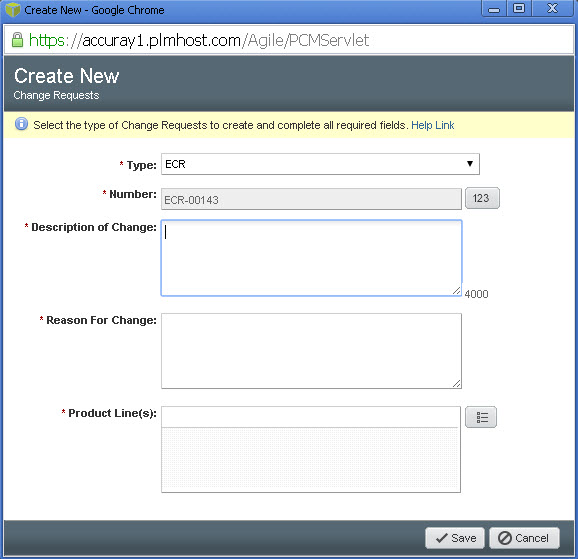 Create New - Google Chrome
https://accuray1.plmhost.com/Agile/PCMServlet
Create New
Change Requests
Select the type of Change Requests to create and complete all required fields. Help Link
* Type: ECR
* Number: ECR-00143 123
* Description of Change:
4000
* Reason For Change:
* Product Line(s):
Save Cancel